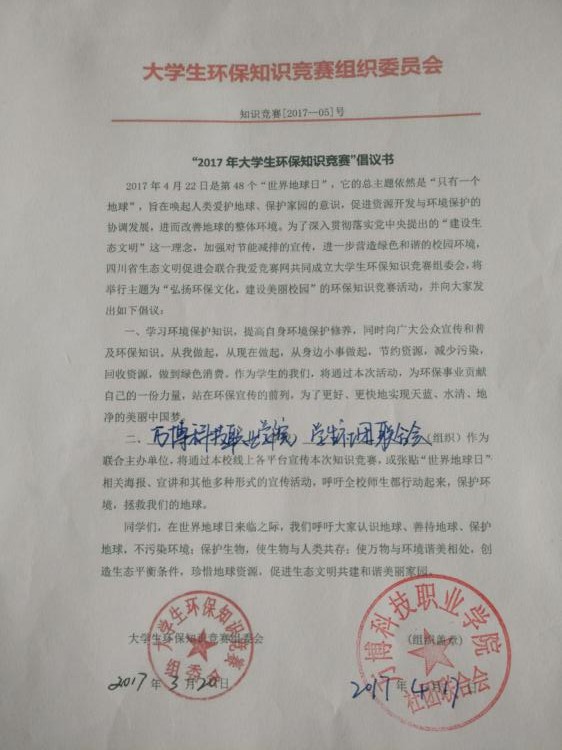 大学生环保知识竞赛组织委员会
知识竞赛[2017—05]号
“2017 年大学生环保知识竞赛”倡议书
2017 年 4 月 22 日是第 48 个“世界地球日”，它的总主题依然是“只有一个
地球”，旨在唤起人类爱护地球、保护家园的意识，促进资源开发与环境保护的
协调发展，进而改善地球的整体环境。为了深入贯彻落实党中央提出的“建设生
态文明”这一理念，加强对节能减排的宣传，进一步营造绿色和谐的校园环境，
四川省生态文明促进会联合我爱竞赛网共同成立大学生环保知识竞赛组委会，将
举行主题为“弘扬环保文化，建设美丽校园”的环保知识竞赛活动，并向大家发
出如下倡议：
一、学习环境保护知识，提高自身环境保护修养，同时向广大公众宣传和普
及环保知识。从我做起，从现在做起，从身边小事做起，节约资源，减少污染，
回收资源，做到绿色消费。作为学生的我们，将通过本次活动，为环保事业贡献
自己的一份力量，站在环保宣传的前列，为了更好、更快地实现天蓝、水清、地
净的美丽中国梦。
二、万博科技职业学院 学生社团联合会（组织）作为
联合主办单位，将通过本校线上各平台宣传本次知识竞赛，或张贴“世界地球日”
相关海报、宣讲和其他多种形式的宣传活动，呼吁全校师生都行动起来，保护环
境，拯救我们的地球。
同学们，在世界地球日来临之际，我们呼吁大家认识地球、善待地球、保护
地球，不污染环境；保护生物，使生物与人类共存；使万物与环境谐美相处，创
造生态平衡条件，珍惜地球资源，促进生态文明共建和谐美丽家园。
大学生环保知识竞赛组委会
（组织盖章）
大学生环保知识竞赛
组委会
万博科技职业学院
社团联合会
2017 年 3 月 20 日
2017 年 4 月 17 日